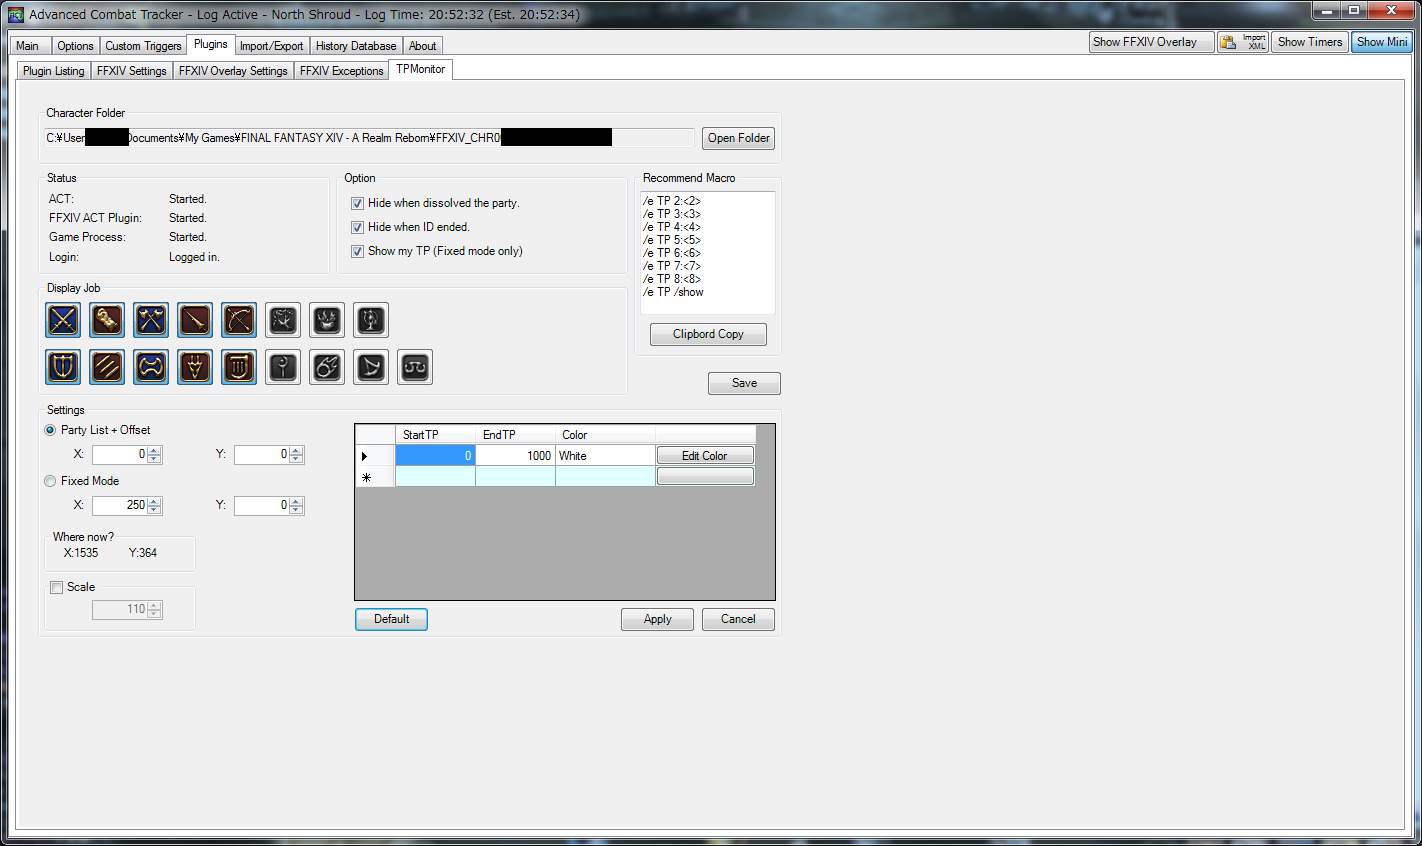 Advanced Combat Tracker - Log Active - North Shroud - Log Time: 20:52:32 (Est. 20:52:34)
Main Options Custom Triggers Plugins Import/Export History Database About
Show FFXIV Overlay Import XML Show Timers Show Mini
Plugin Listing FFXIV Settings FFXIV Overlay Settings FFXIV Exceptions TPMonitor
Character Folder
C:¥User Documents¥My Games¥FINAL FANTASY XIV - A Realm Reborn¥FFXIV_CHR0 Open Folder
Status
ACT: Started.
FFXIV ACT Plugin: Started.
Game Process: Started.
Login: Logged in.
Option
Hide when dissolved the party.
Hide when ID ended.
Show my TP (Fixed mode only)
Recommend Macro
/e TP 2:<2>
/e TP 3:<3>
/e TP 4:<4>
/e TP 5:<5>
/e TP 6:<6>
/e TP 7:<7>
/e TP 8:<8>
/e TP /show
Clipbord Copy
Display Job
Save
Settings
Party List + Offset
X: 0 Y: 0
Fixed Mode
X: 250 Y: 0
Where now?
X:1535 Y:364
Scale
110
StartTP EndTP Color
0 1000 White Edit Color
Default Apply Cancel